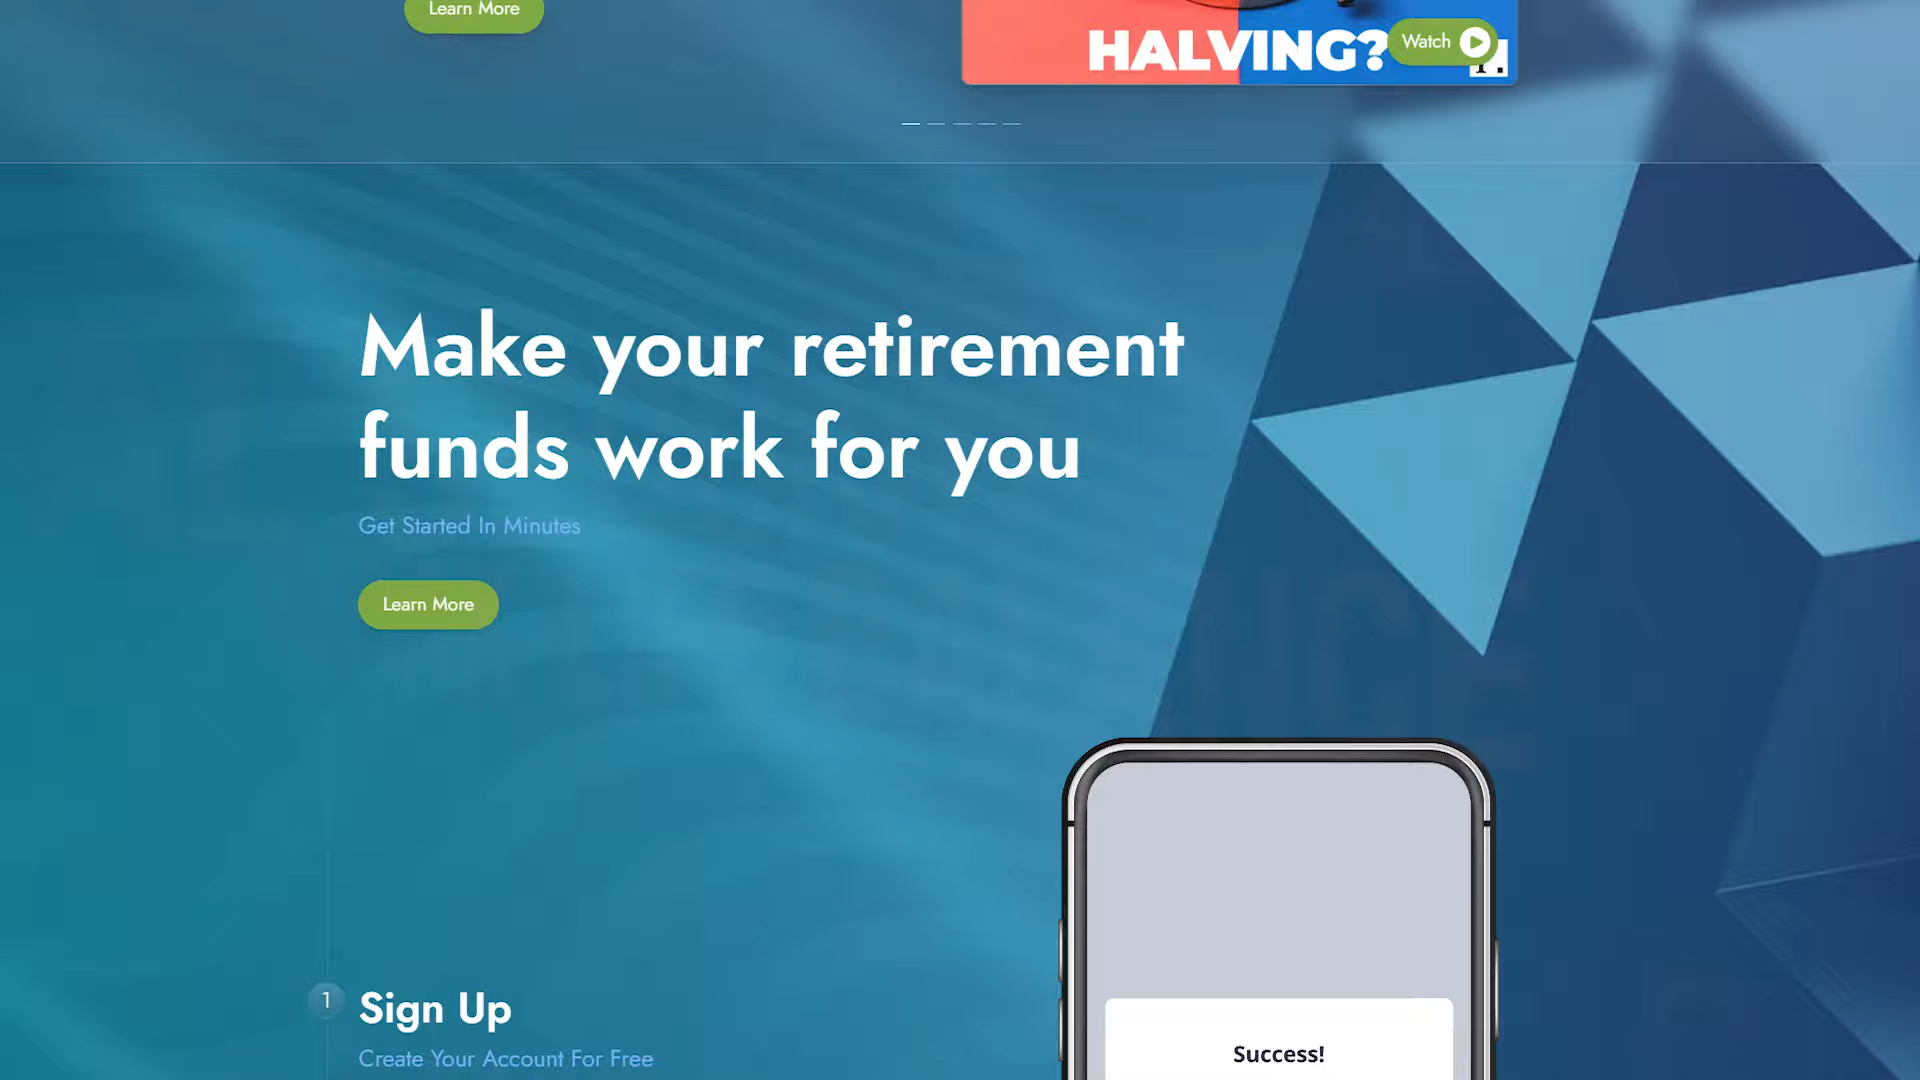 Learn More
HALVING?
Watch
Make your retirement
funds work for you
Get Started In Minutes
Learn More
1
Sign Up
Create Your Account For Free
Success!